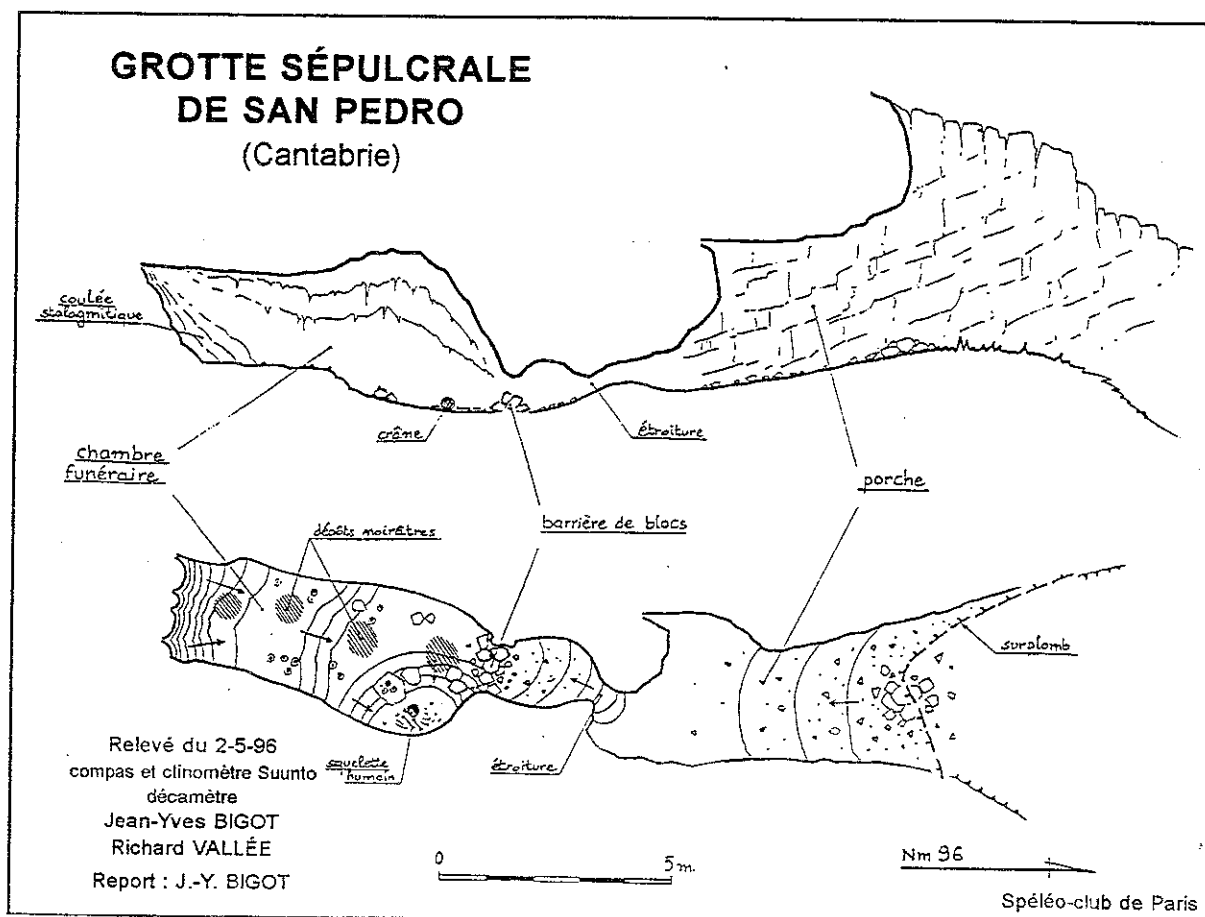 GROTTE SÉPULCRALE
DE SAN PEDRO
(Cantabrie)
coulée
stalagmitique
crâne
étroiture
chambre
funéraire
porche
barrière de blocs
dépôts noirâtres
surplomb
squelette
humain
étroiture
Relevé du 2-5-96
compas et clinomètre Suunto
décamètre
Jean-Yves BIGOT
Richard VALLÉE
Report : J.-Y. BIGOT
0 5m.
Nm 96
Spéléo-club de Paris